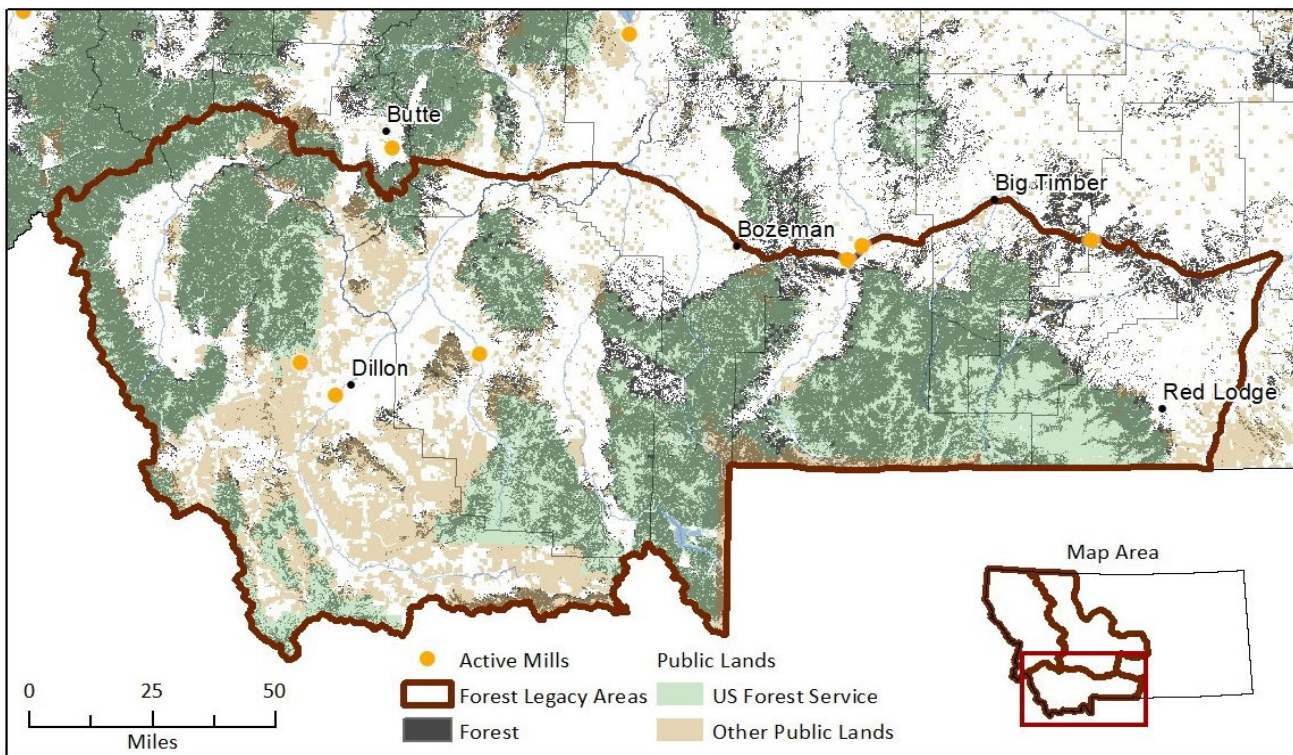 Butte
Big Timber
Bozeman
Dillon
Red Lodge
Map Area
Active Mills
Public Lands
0 25 50
Forest Legacy Areas
US Forest Service
Miles
Forest
Other Public Lands